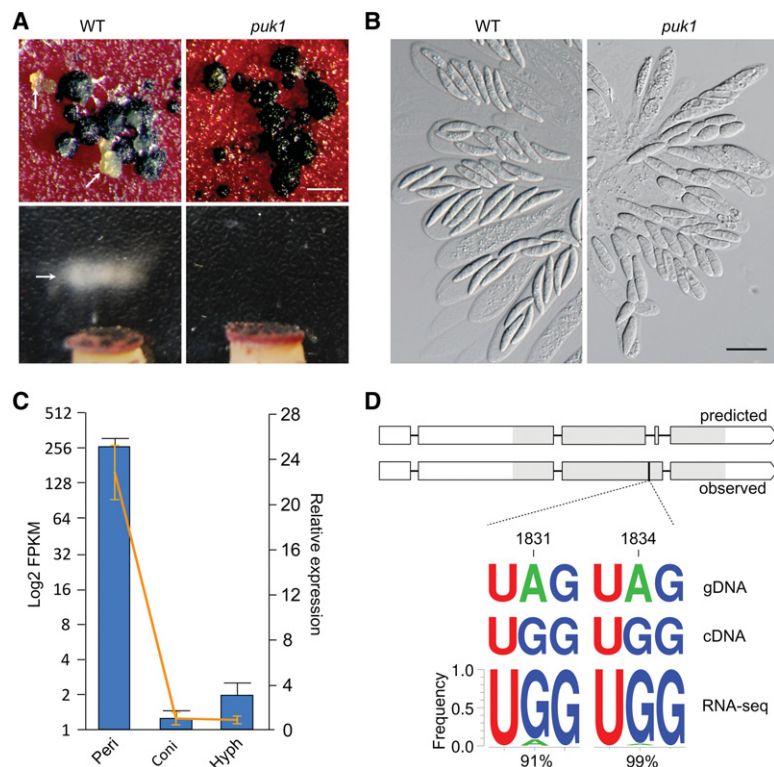 A
WT
puk1
B
WT
puk1
C
512
256
128
64
32
16
8
4
2
1
Log2 FPKM
28
24
20
16
12
8
4
0
Relative expression
Peri
Coni
Hyph
D
predicted
observed
1831
1834
UAG UAG gDNA
UGG UGG cDNA
1.0
0.5
0.0
Frequency
UGG UGG RNA-seq
91%
99%